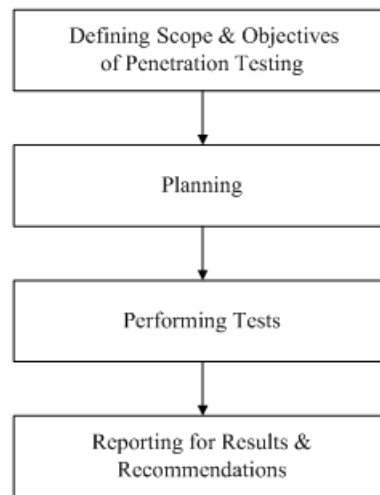 Defining Scope & Objectives
of Penetration Testing
Planning
Performing Tests
Reporting for Results &
Recommendations